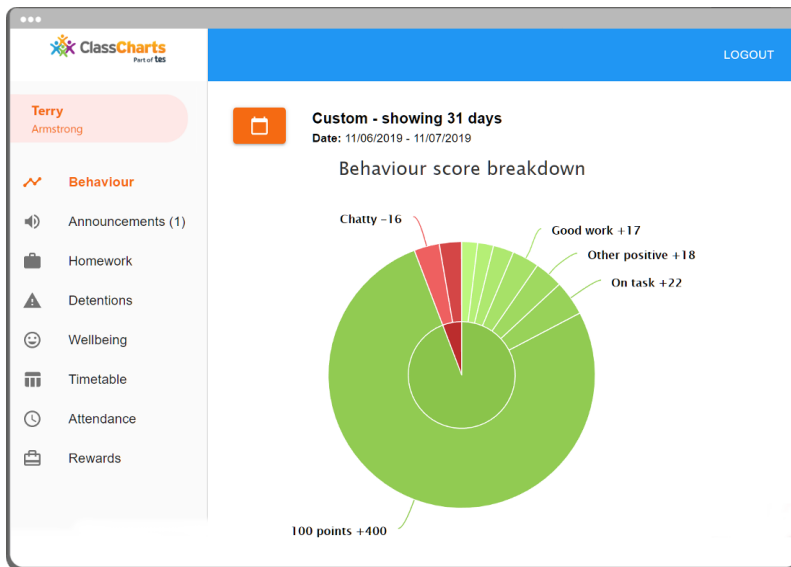 ClassCharts
Part of tes
LOGOUT
Terry
Armstrong
Behaviour
Announcements (1)
Homework
Detentions
Wellbeing
Timetable
Attendance
Rewards
Custom - showing 31 days
Date: 11/06/2019 - 11/07/2019
Behaviour score breakdown
Chatty -16
Good work +17
Other positive +18
On task +22
100 points +400